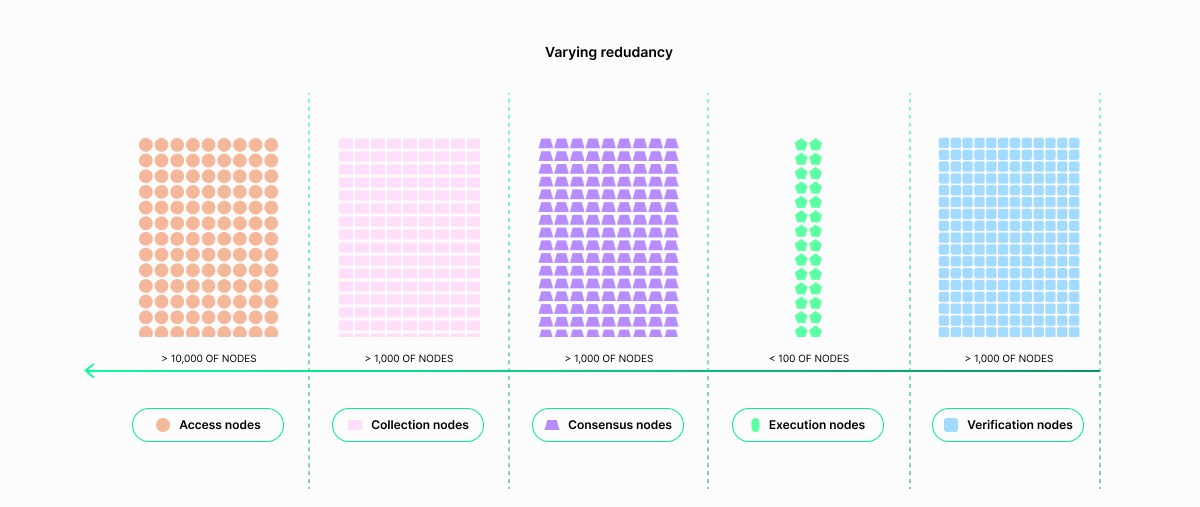 Varying redudancy
> 10,000 OF NODES
> 1,000 OF NODES
> 1,000 OF NODES
< 100 OF NODES
> 1,000 OF NODES
Access nodes
Collection nodes
Consensus nodes
Execution nodes
Verification nodes